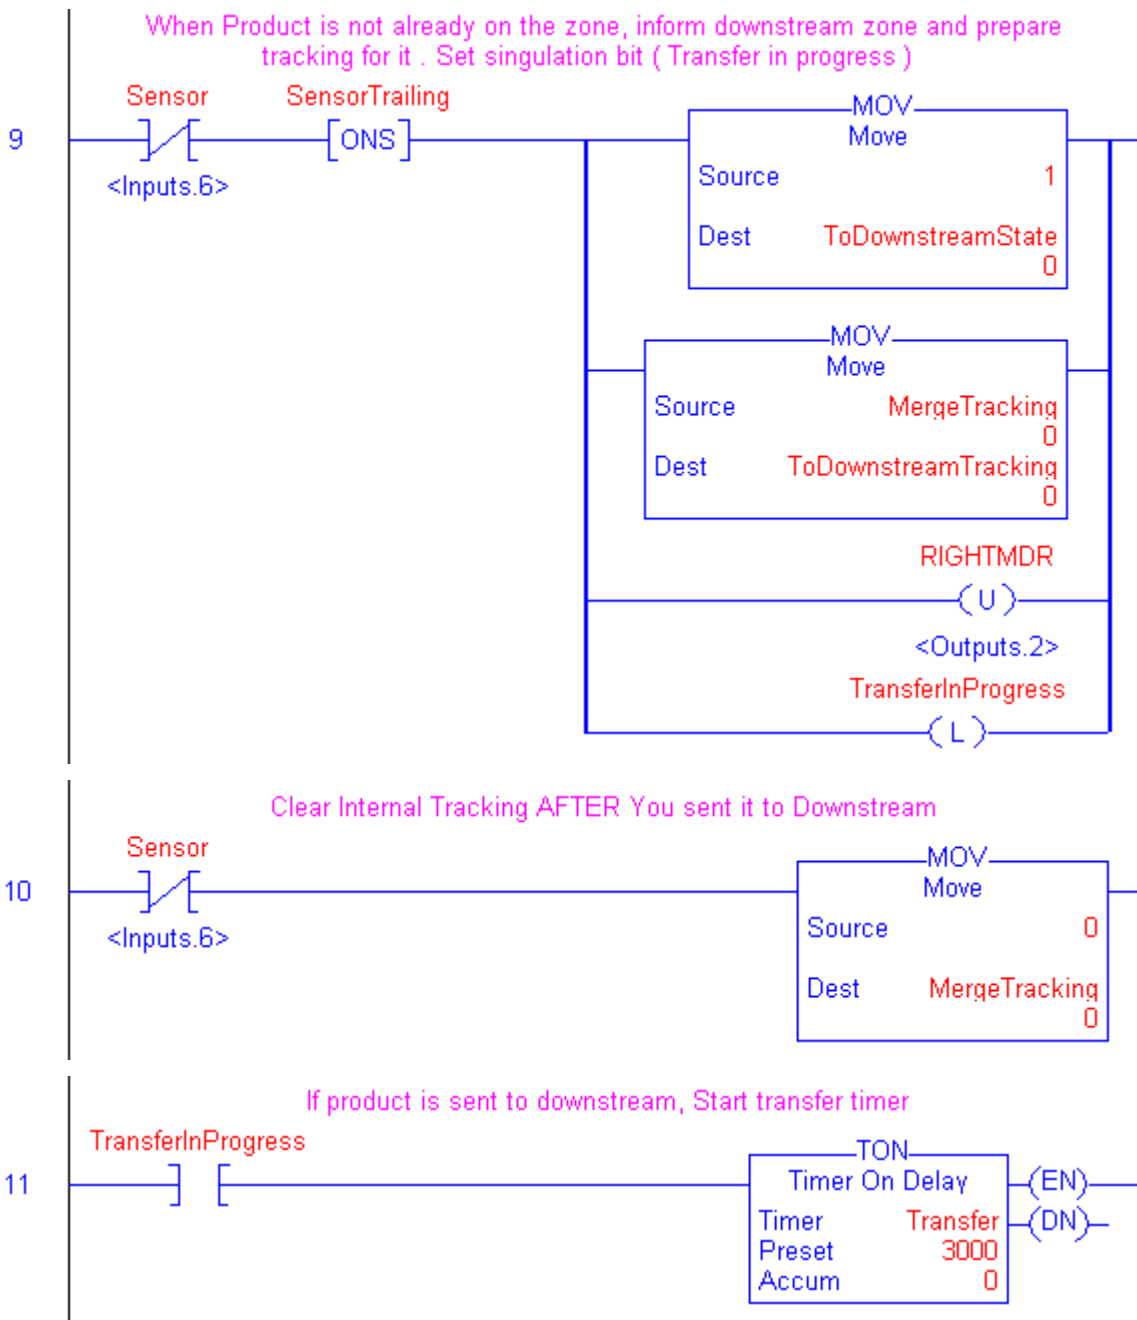 When Product is not already on the zone, inform downstream zone and prepare
tracking for it . Set singulation bit ( Transfer in progress )
9
Sensor
<Inputs.6>
SensorTrailing
ONS
MOV
Move
Source 1
Dest ToDownstreamState
0
MOV
Move
Source MergeTracking
0
Dest ToDownstreamTracking
0
RIGHTMDR
U
<Outputs.2>
TransferInProgress
L
Clear Internal Tracking AFTER You sent it to Downstream
10
Sensor
<Inputs.6>
MOV
Move
Source 0
Dest MergeTracking
0
If product is sent to downstream, Start transfer timer
11
TransferInProgress
TON
Timer On Delay
Timer Transfer
Preset 3000
Accum 0
EN
DN